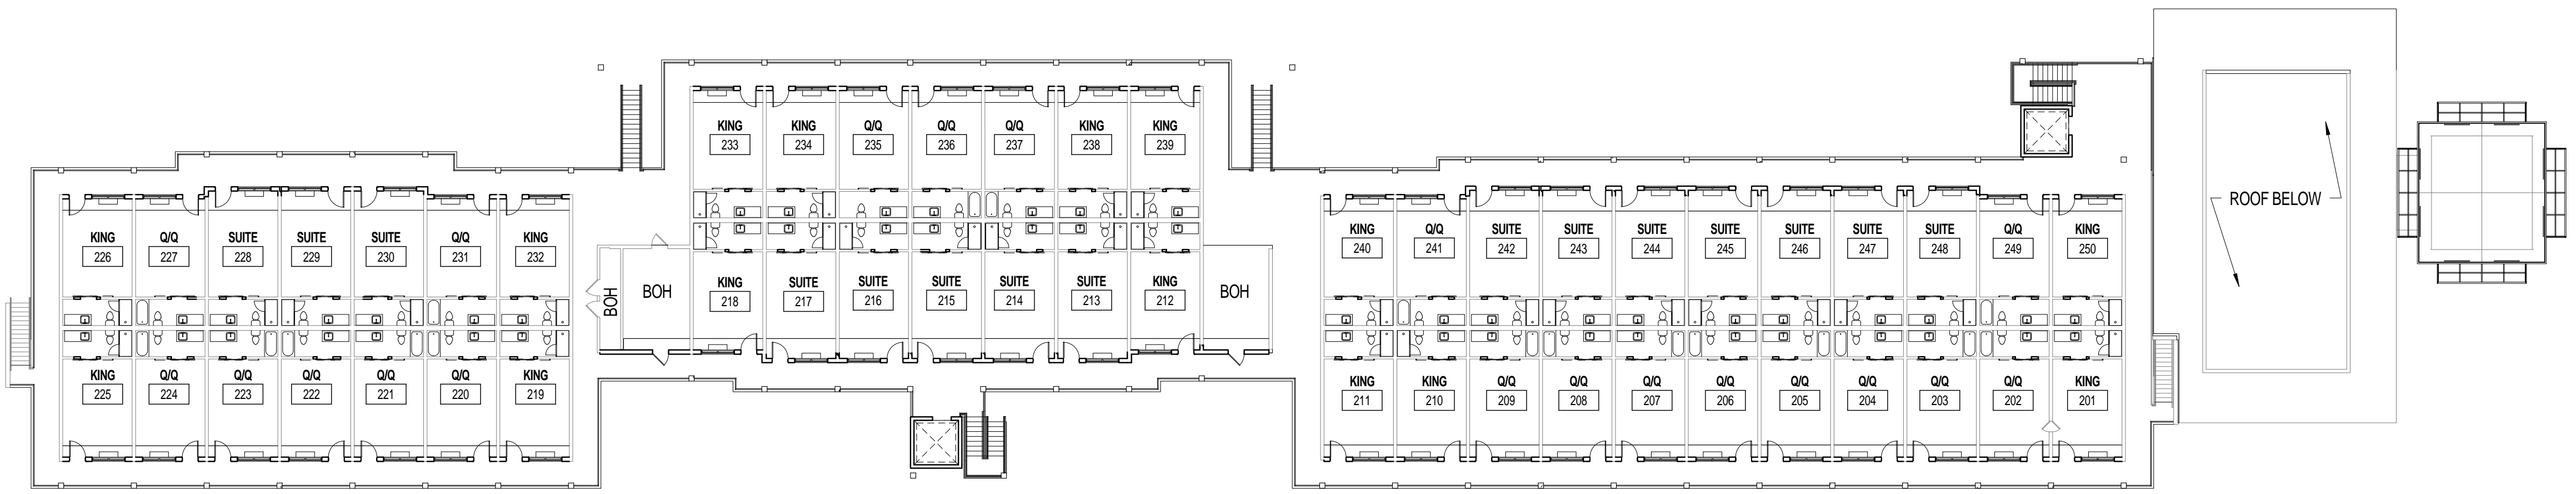 KING
233
KING
234
Q/Q
235
Q/Q
236
Q/Q
237
KING
238
KING
239
ROOF BELOW
KING
226
Q/Q
227
SUITE
228
SUITE
229
SUITE
230
Q/Q
231
KING
232
KING
240
Q/Q
241
SUITE
242
SUITE
243
SUITE
244
SUITE
245
SUITE
246
SUITE
247
SUITE
248
Q/Q
249
KING
250
BOH
BOH
KING
218
SUITE
217
SUITE
216
SUITE
215
SUITE
214
SUITE
213
KING
212
BOH
KING
225
Q/Q
224
Q/Q
223
Q/Q
222
Q/Q
221
Q/Q
220
KING
219
KING
211
KING
210
Q/Q
209
Q/Q
208
Q/Q
207
Q/Q
206
Q/Q
205
Q/Q
204
Q/Q
203
Q/Q
202
KING
201